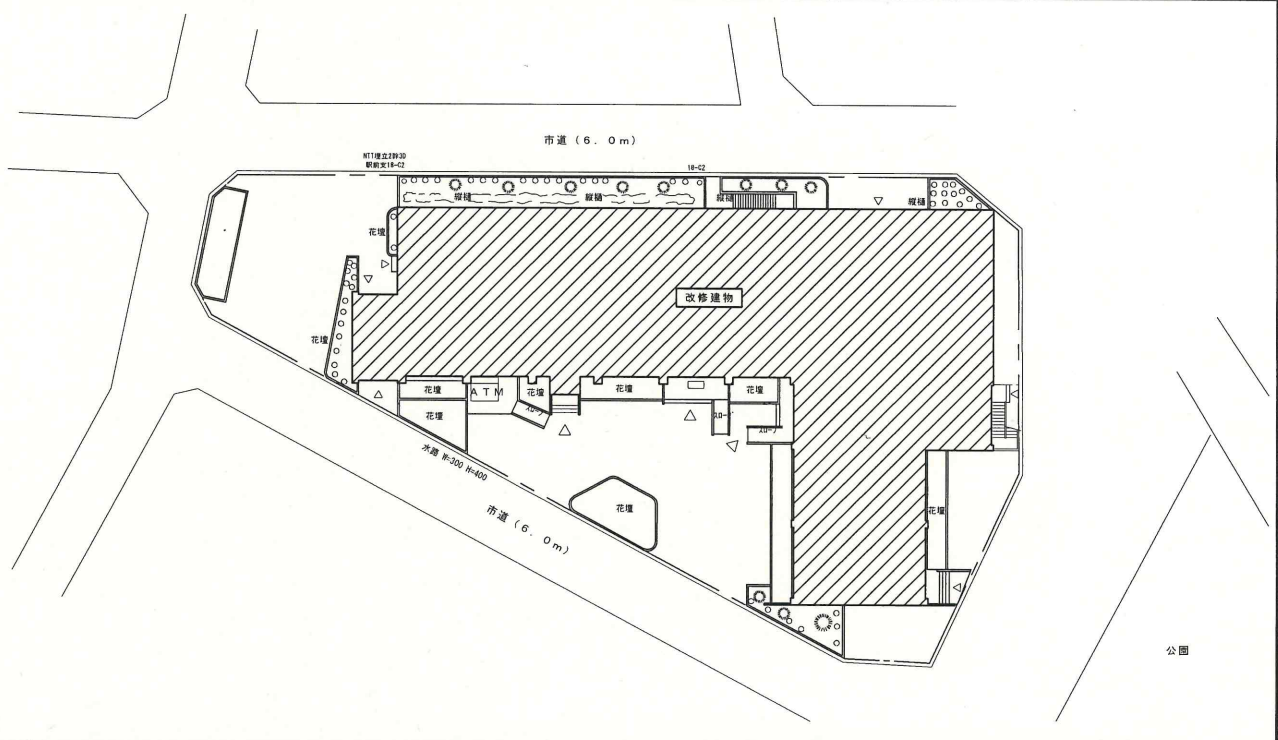 市道(6.0m)
NTT埋立2群3D
駅前支18-C2
18-C2
縦樋
縦樋
縦樋
縦樋
花壇
改修建物
花壇
花壇
ATM
花壇
花壇
花壇
スロープ
スロープ
スロープ
花壇
水路 W=300 H=400
花壇
花壇
市道(6.0m)
公園